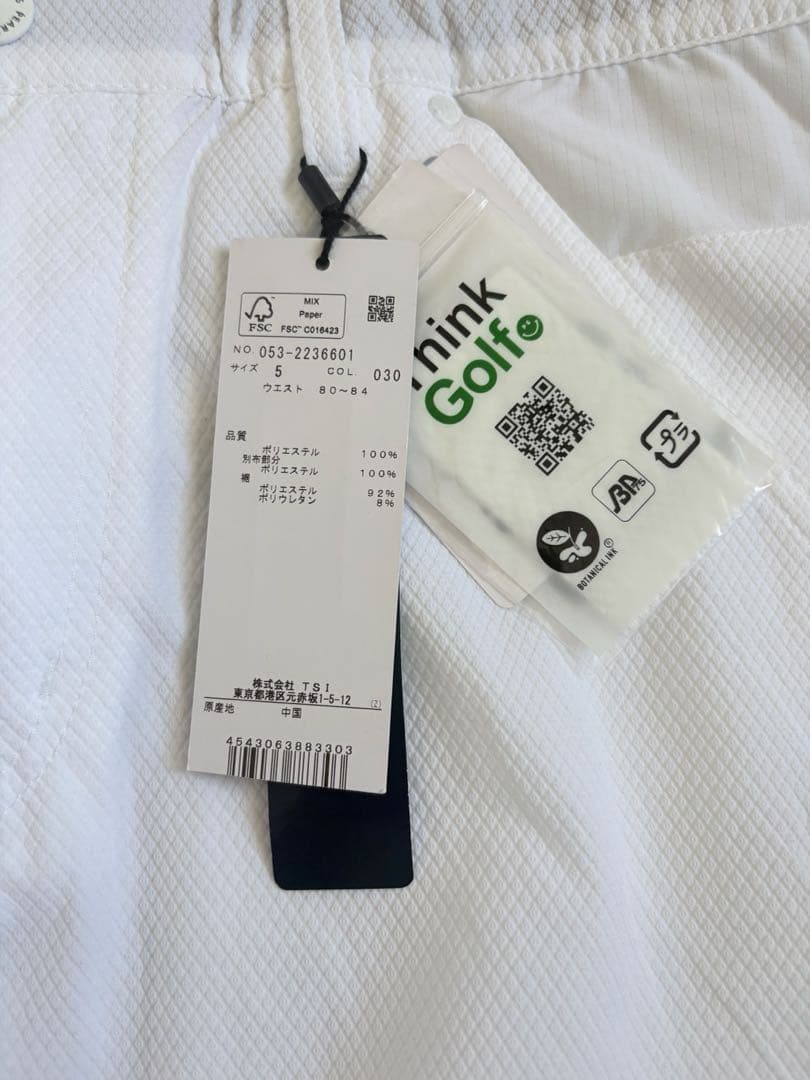 MIX
Paper
FSC
FSC™ C016423
NO. 053-2236601
サイズ 5 COL. 030
ウエスト 80～84
品質
ポリエステル 100%
別布部分
ポリエステル 100%
裾
ポリエステル 92%
ポリウレタン 8%
株式会社 TSI
東京都港区元赤坂1-5-12 (2)
原産地 中国
4543063883303
Think
Golf
プラ
BOTANICAL INK®